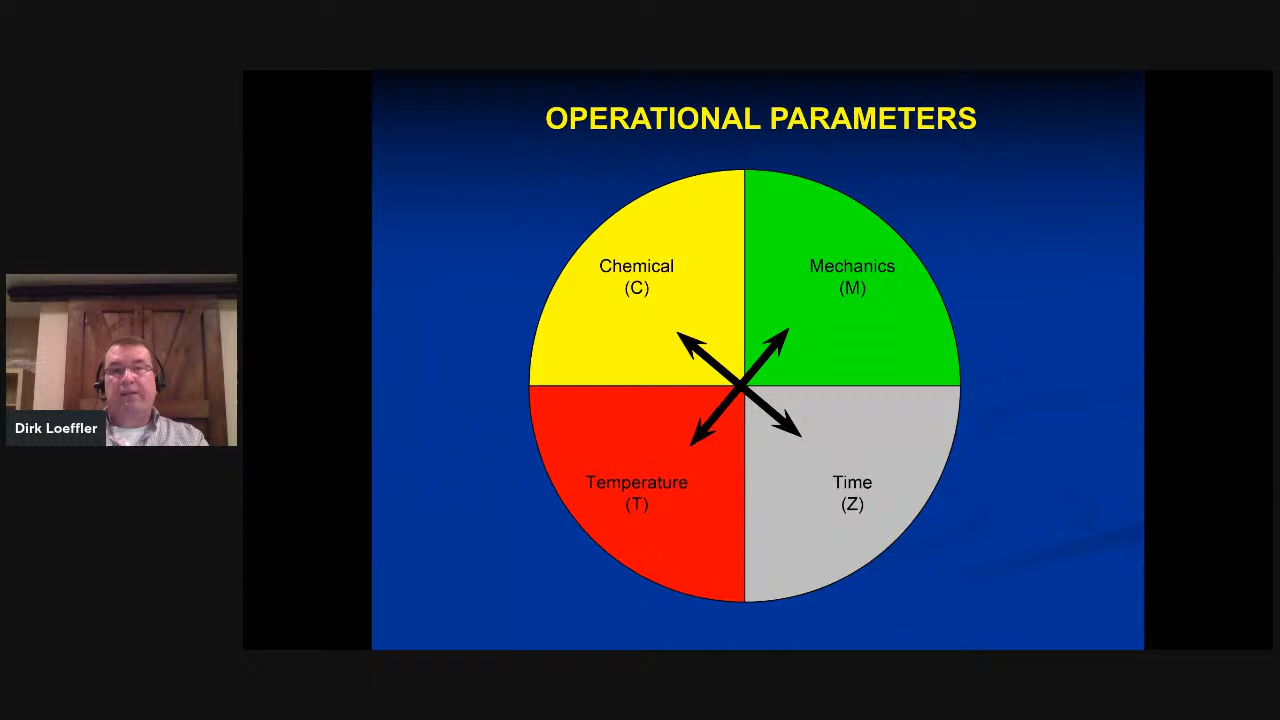 OPERATIONAL PARAMETERS
Chemical
(C)
Mechanics
(M)
Temperature
(T)
Time
(Z)
Dirk Loeffler